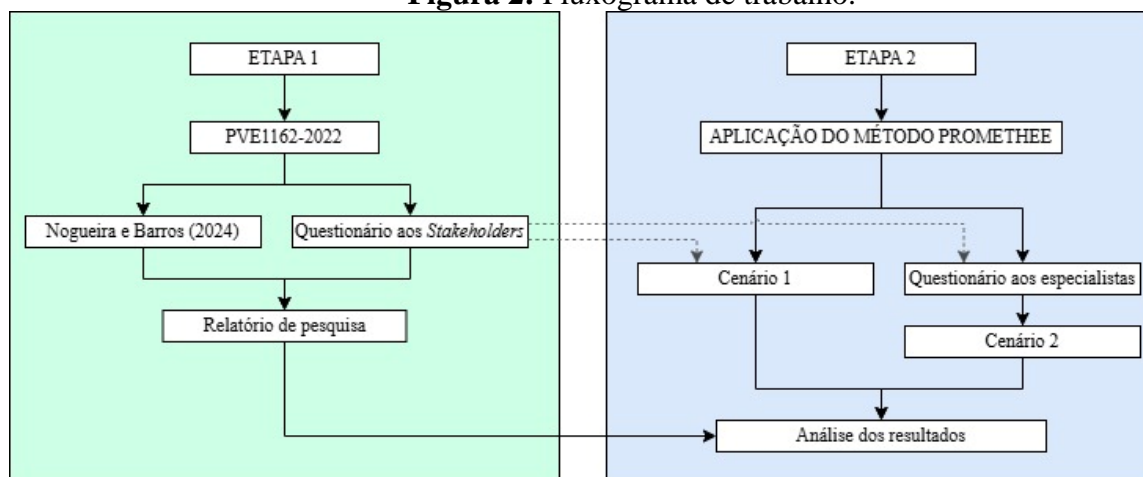 Figura 2: Fluxograma de trabalho.
ETAPA 1
PVE1162-2022
Nogueira e Barros (2024)
Questionário aos Stakeholders
Relatório de pesquisa
ETAPA 2
APLICAÇÃO DO MÉTODO PROMETHEE
Cenário 1
Questionário aos especialistas
Cenário 2
Análise dos resultados